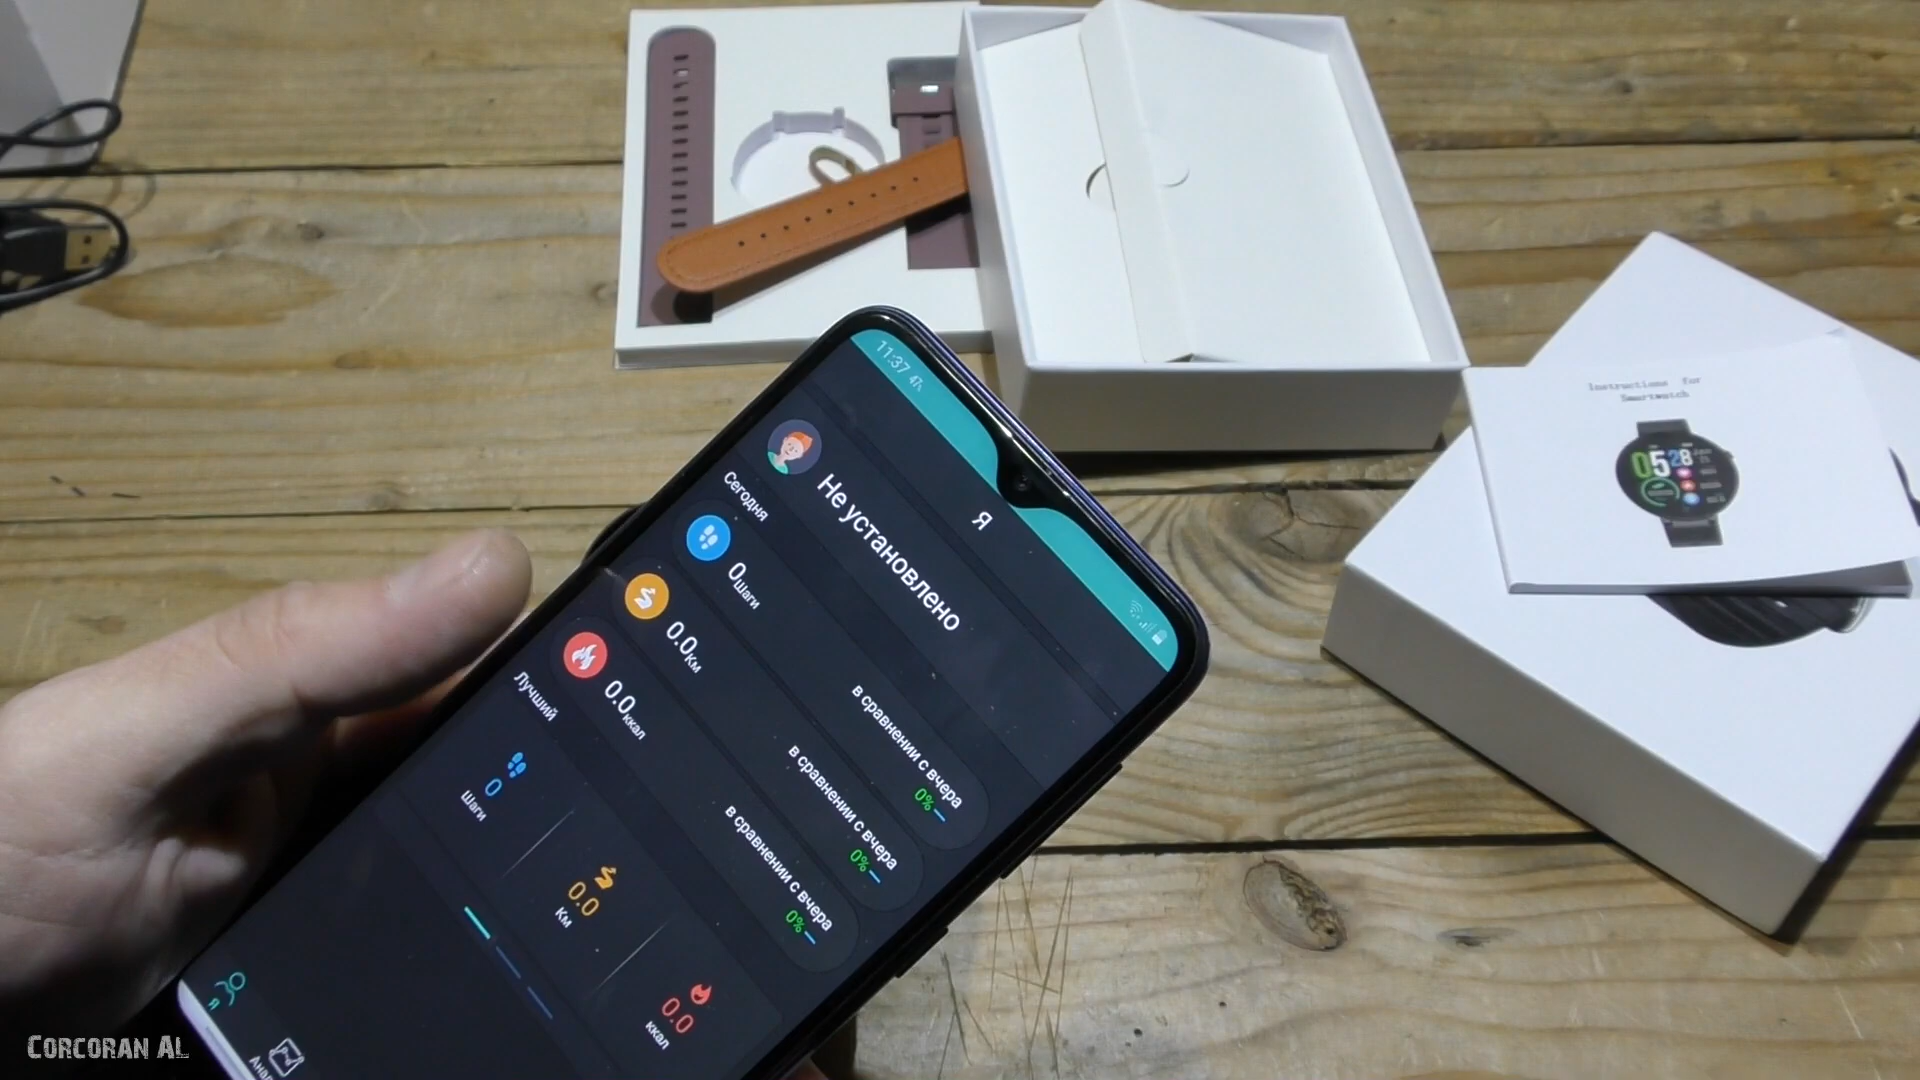 11:37
Я
Не установлено
Сегодня
0 Шаги
в сравнении с вчера
0%
0.0 Км
в сравнении с вчера
0%
0.0 ккал
в сравнении с вчера
0%
Лучший
0
Шаги
0.0
Км
0.0
ккал
Я
Instructions for
Smartwatch
0528
CORCORAN AL